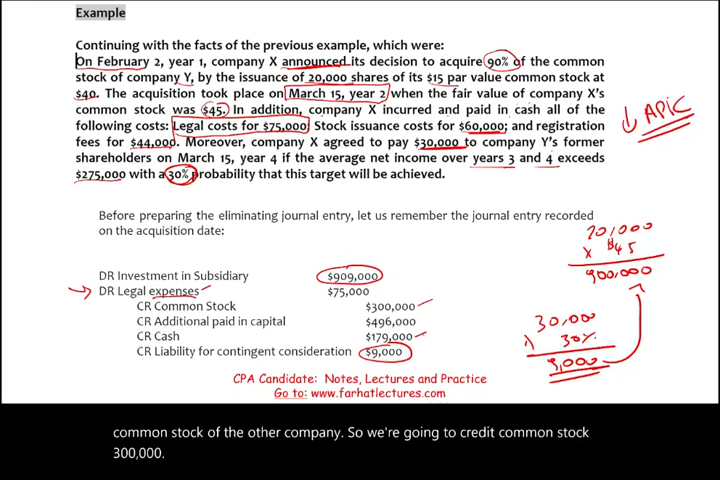 Example
Continuing with the facts of the previous example, which were:
On February 2, year 1, company X announced its decision to acquire 90% of the common
stock of company Y, by the issuance of 20,000 shares of its $15 par value common stock at
$40. The acquisition took place on March 15, year 2 when the fair value of company X's
common stock was $45. In addition, company X incurred and paid in cash all of the
following costs: Legal costs for $75,000; Stock issuance costs for $60,000; and registration
fees for $44,000. Moreover, company X agreed to pay $30,000 to company Y's former
shareholders on March 15, year 4 if the average net income over years 3 and 4 exceeds
$275,000 with a 30% probability that this target will be achieved.
↓ APIC
Before preparing the eliminating journal entry, let us remember the journal entry recorded
on the acquisition date:
20,000
x $45
900,000
DR Investment in Subsidiary $909,000
DR Legal expenses $75,000
CR Common Stock $300,000
CR Additional paid in capital $496,000
CR Cash $179,000
CR Liability for contingent consideration $9,000
30,000
x 30%
9,000
CPA Candidate: Notes, Lectures and Practice
Go to: www.farhatlectures.com
common stock of the other company. So we're going to credit common stock
300,000.